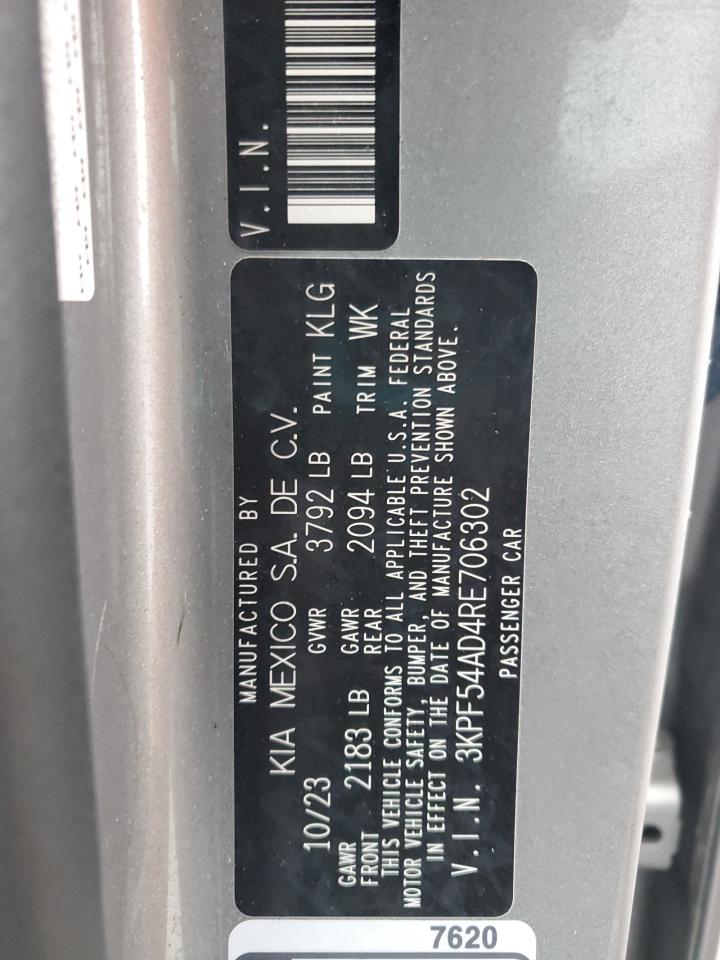 V.I.N.
MANUFACTURED BY
KIA MEXICO S.A. DE C.V.
10/23 GVWR 3792 LB PAINT KLG
GAWR FRONT 2183 LB GAWR REAR 2094 LB TRIM WK
THIS VEHICLE CONFORMS TO ALL APPLICABLE U.S.A. FEDERAL
MOTOR VEHICLE SAFETY, BUMPER, AND THEFT PREVENTION STANDARDS
IN EFFECT ON THE DATE OF MANUFACTURE SHOWN ABOVE.
V.I.N. 3KPF54AD4RE706302
PASSENGER CAR
7620